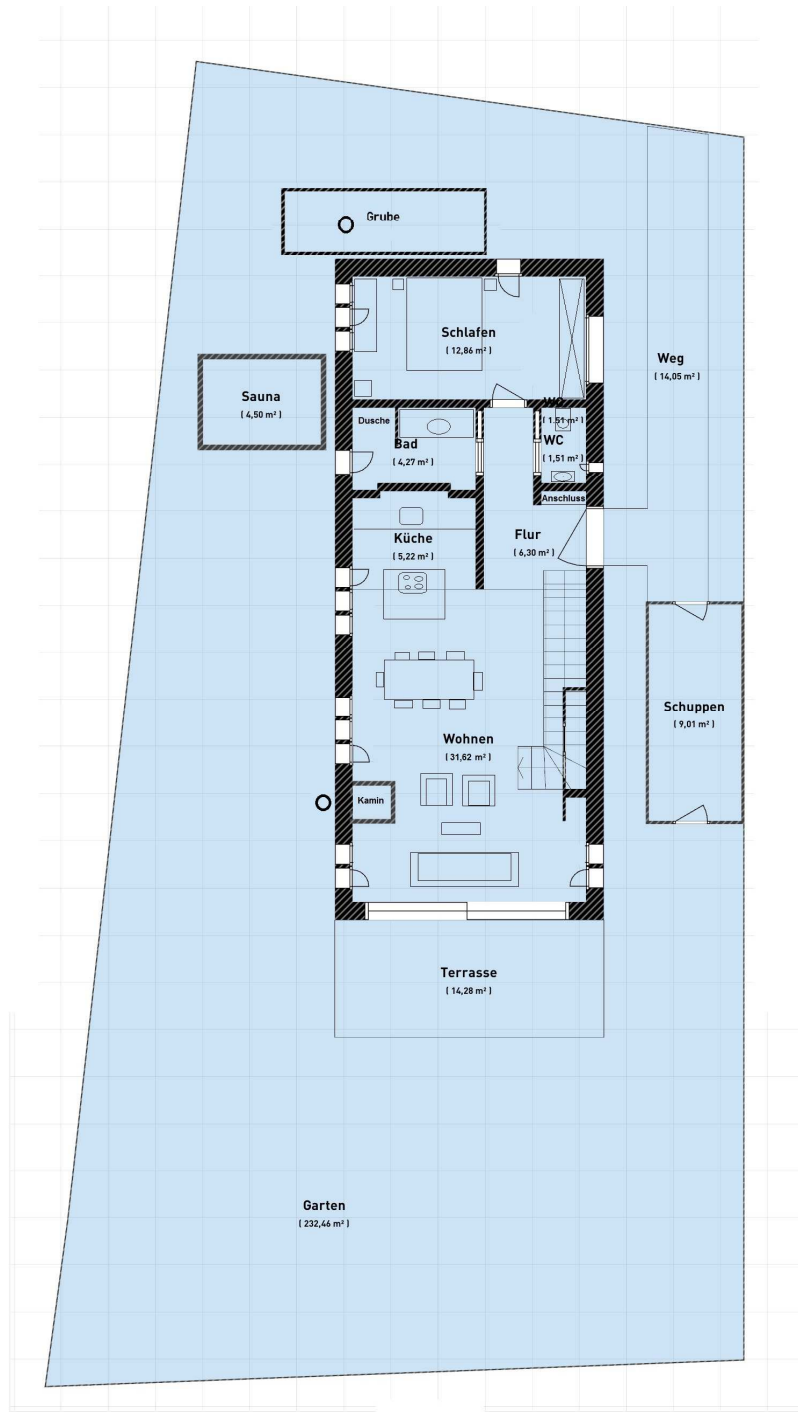 Grube
Schlafen
( 12,86 m² )
Weg
( 14,05 m² )
Sauna
( 4,50 m² )
WC
( 1,51 m² )
Dusche
Bad
( 4,27 m² )
WC
( 1,51 m² )
Anschluss
Küche
( 5,22 m² )
Flur
( 6,30 m² )
Schuppen
( 9,01 m² )
Wohnen
( 31,62 m² )
Kamin
Terrasse
( 14,28 m² )
Garten
( 232,46 m² )